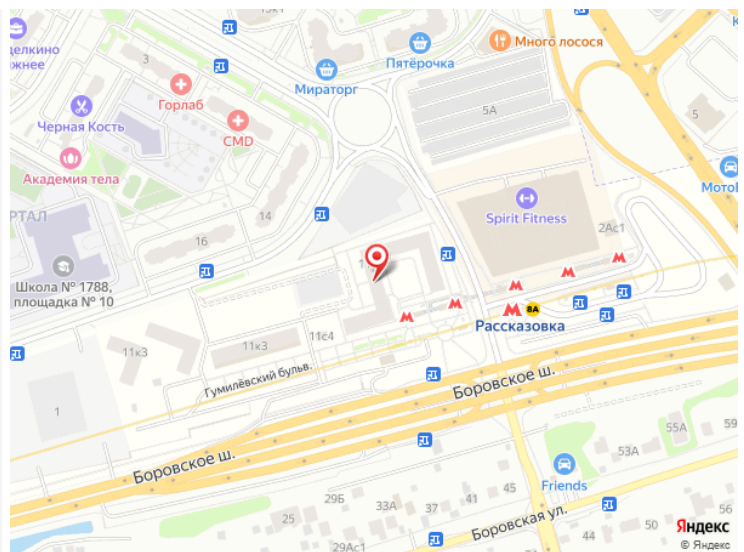 13к1
делкино
жнее
3
Горлаб
Мираторг
Пятёрочка
Много лосося
5А
5
Черная Кость
CMD
Академия тела
Мото
Spirit Fitness
2Ас1
РТАЛ
14
16
Школа № 1788,
площадка № 10
8А
Рассказовка
11с4
11к3
11к3
Гумилёвский бульв.
Боровское ш.
1
Боровское ш.
55А
59
53А
Friends
29Б
45
37
41
33А
25
56
50
Боровская ул.
44
29Ас1
Яндекс
© Яндекс